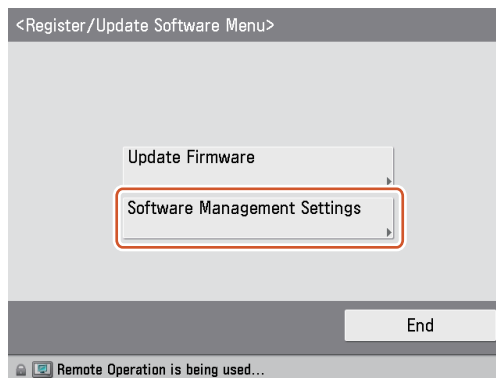 <Register/Update Software Menu>
Update Firmware
Software Management Settings
End
Remote Operation is being used...